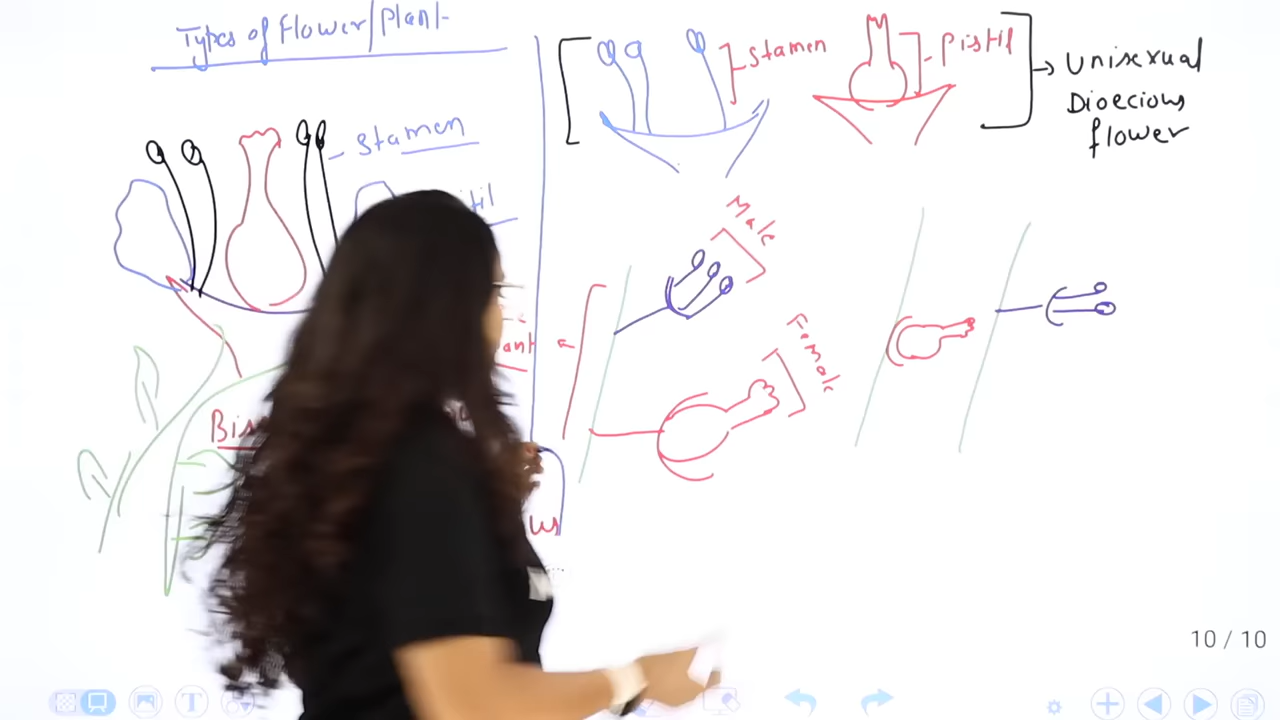 Types of Flower/Plant
Stamen
Stamen
Pistil
Unisexual
Dioecious
flower
Male
Female
10 / 10
T